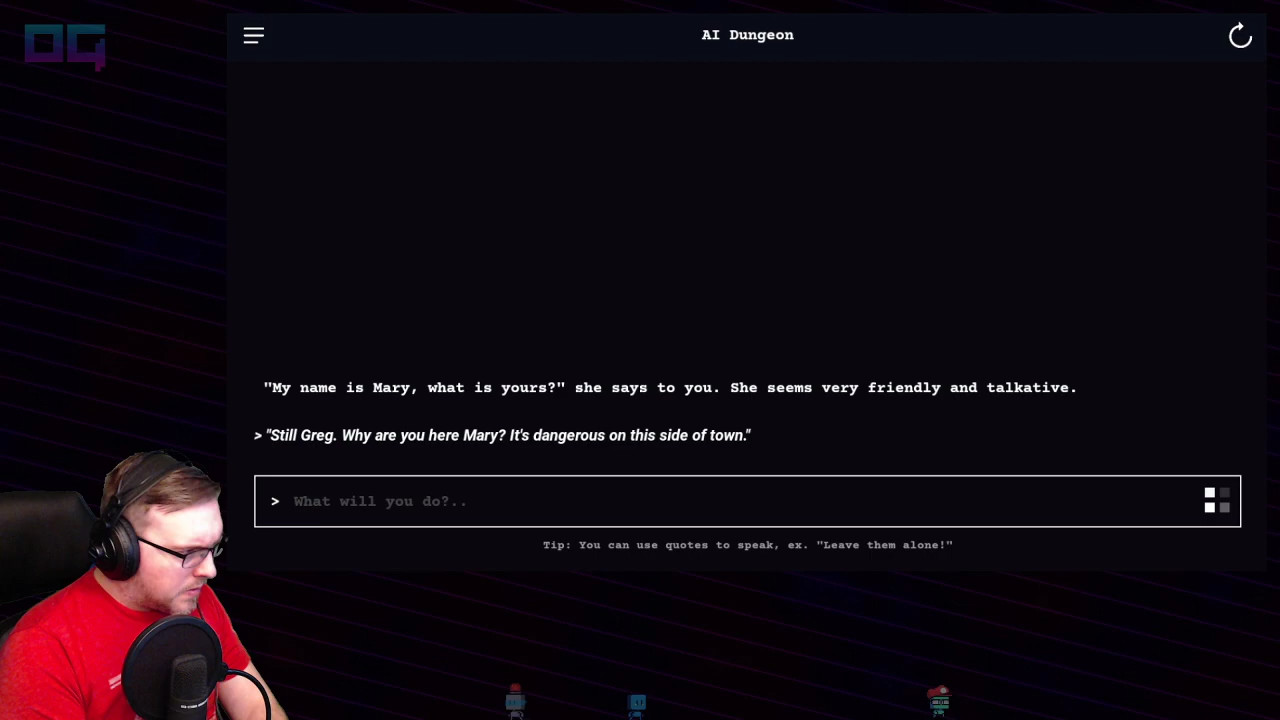 OG
AI Dungeon
"My name is Mary, what is yours?" she says to you. She seems very friendly and talkative.
> "Still Greg. Why are you here Mary? It's dangerous on this side of town."
> What will you do?..
Tip: You can use quotes to speak, ex. "Leave them alone!"